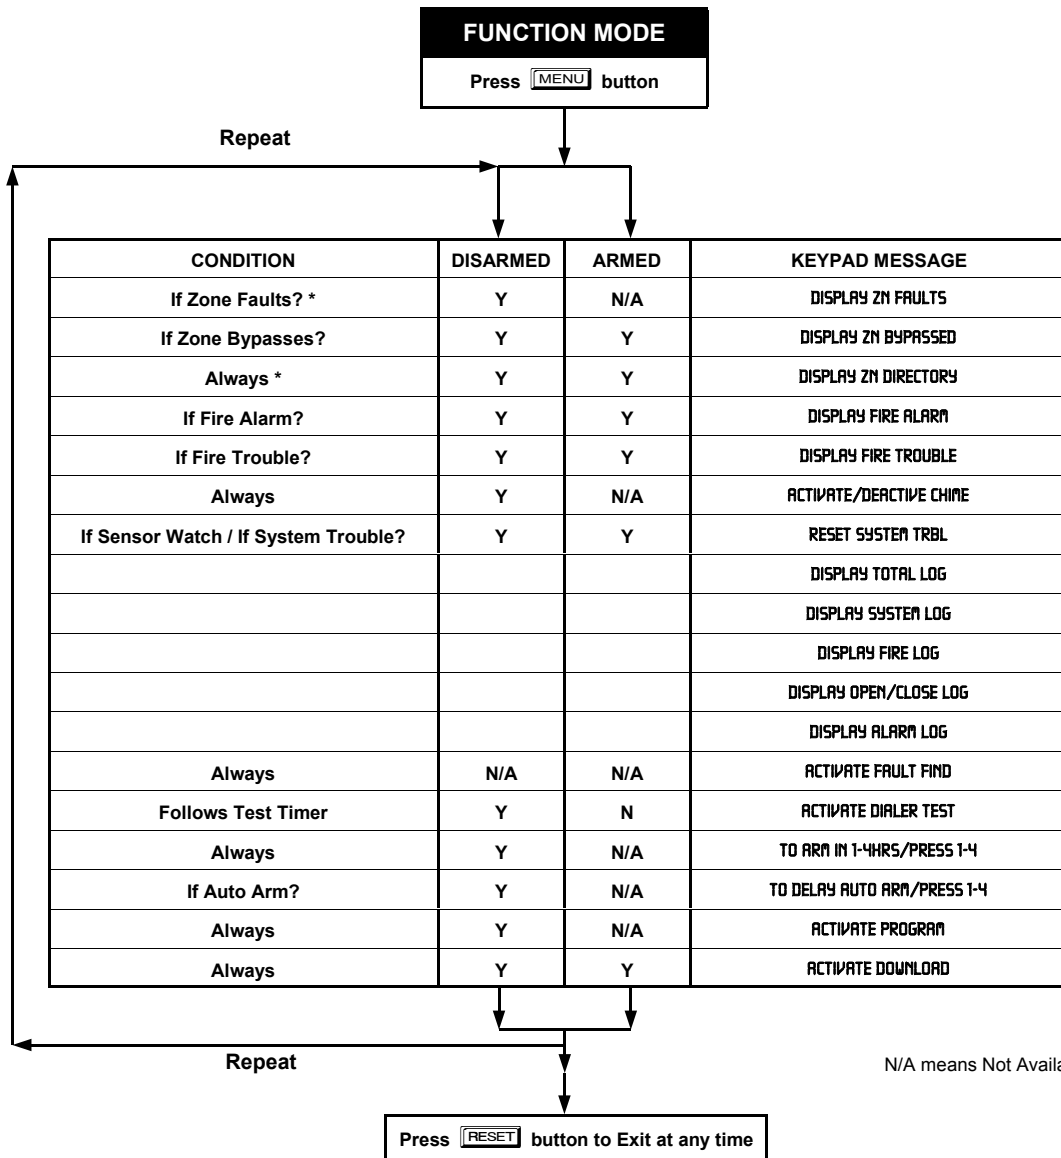 FUNCTION MODE
Press MENU button
Repeat
CONDITION DISARMED ARMED KEYPAD MESSAGE
If Zone Faults? * Y N/A DISPLAY ZN FAULTS
If Zone Bypasses? Y Y DISPLAY ZN BYPASSED
Always * Y Y DISPLAY ZN DIRECTORY
If Fire Alarm? Y Y DISPLAY FIRE ALARM
If Fire Trouble? Y Y DISPLAY FIRE TROUBLE
Always Y N/A ACTIVATE/DEACTIVE CHIME
If Sensor Watch / If System Trouble? Y Y RESET SYSTEM TRBL
DISPLAY TOTAL LOG
DISPLAY SYSTEM LOG
DISPLAY FIRE LOG
DISPLAY OPEN/CLOSE LOG
DISPLAY ALARM LOG
Always N/A N/A ACTIVATE FAULT FIND
Follows Test Timer Y N ACTIVATE DIALER TEST
Always Y N/A TO ARM IN 1-4HRS/PRESS 1-4
If Auto Arm? Y N/A TO DELAY AUTO ARM/PRESS 1-4
Always Y N/A ACTIVATE PROGRAM
Always Y Y ACTIVATE DOWNLOAD
Repeat
N/A means Not Availa
Press RESET button to Exit at any time